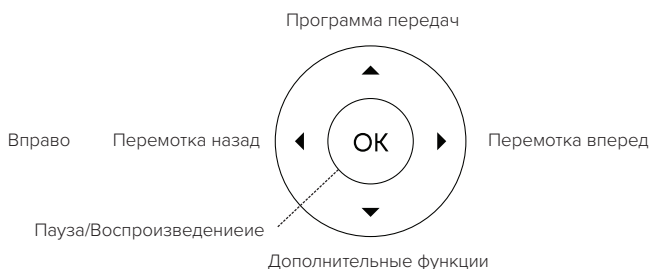 Программа передач
Вправо
Перемотка назад
OK
Перемотка вперед
Пауза/Воспроизведениеие
Дополнительные функции